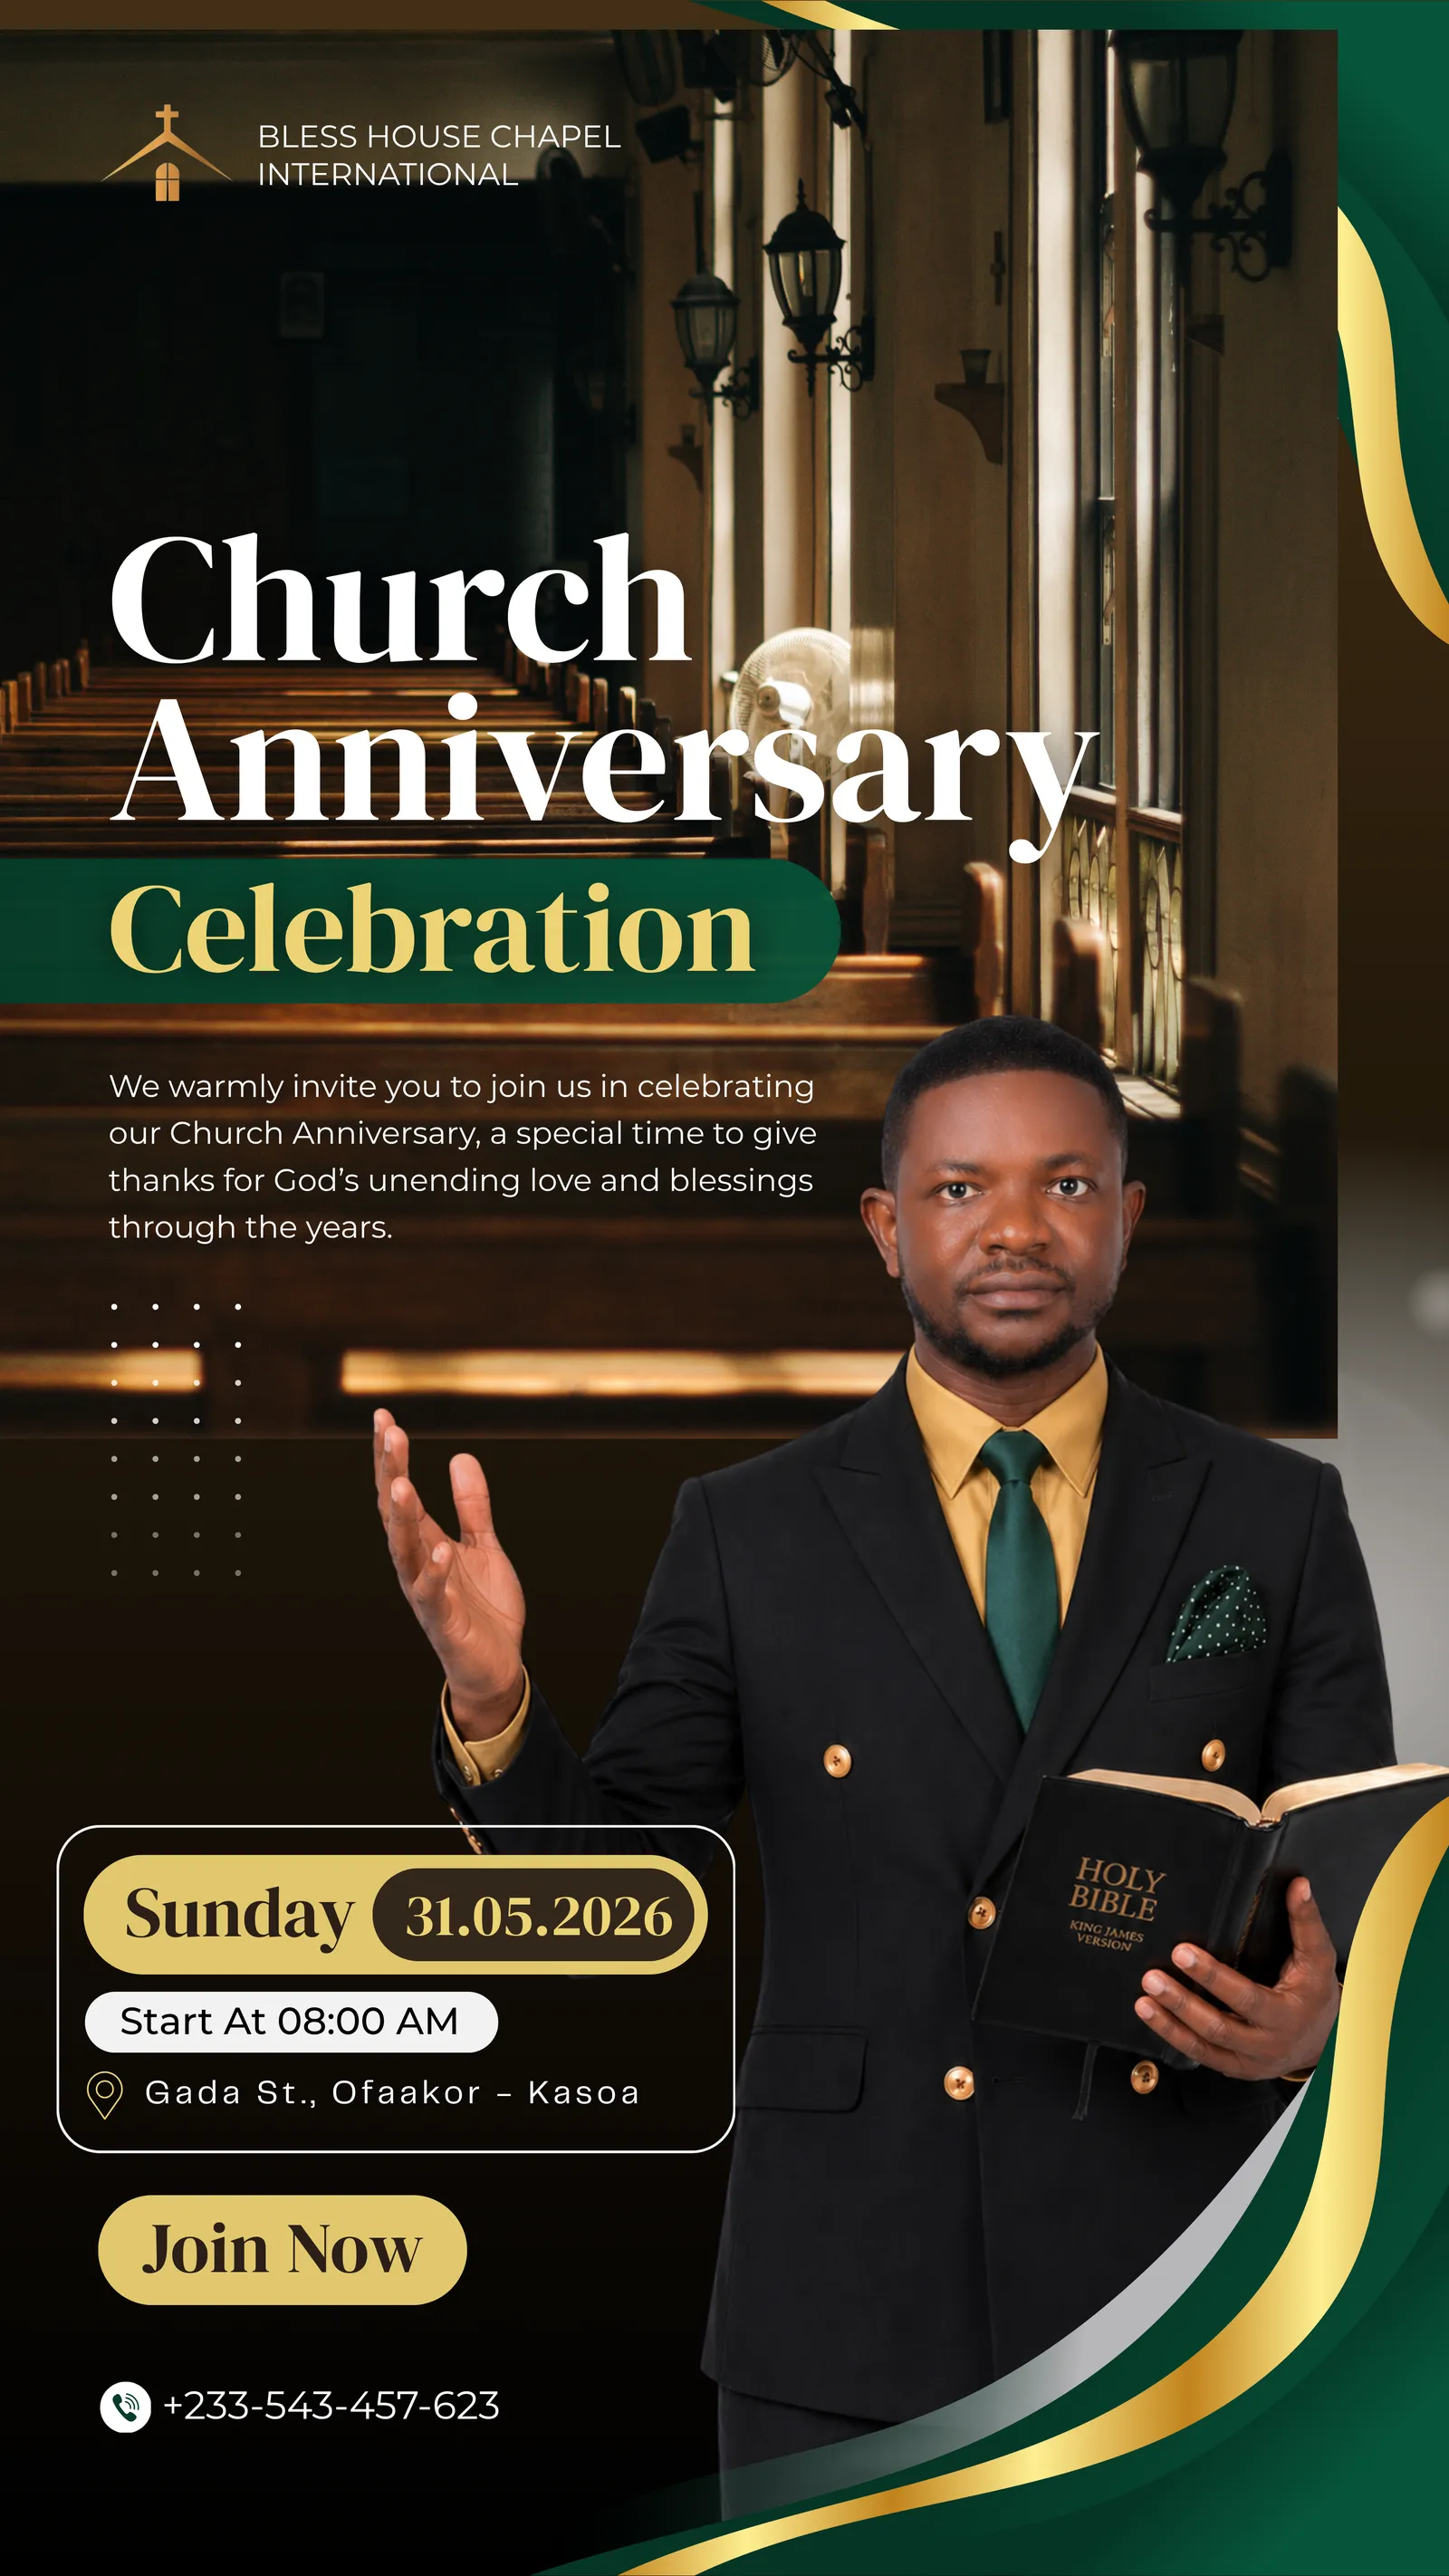 BLESS HOUSE CHAPEL
INTERNATIONAL
Church
Anniversary
Celebration
We warmly invite you to join us in celebrating
our Church Anniversary, a special time to give
thanks for God’s unending love and blessings
through the years.
HOLY
BIBLE
KING JAMES
VERSION
Sunday 31.05.2026
Start At 08:00 AM
Gada St., Ofaakor – Kasoa
Join Now
+233-543-457-623